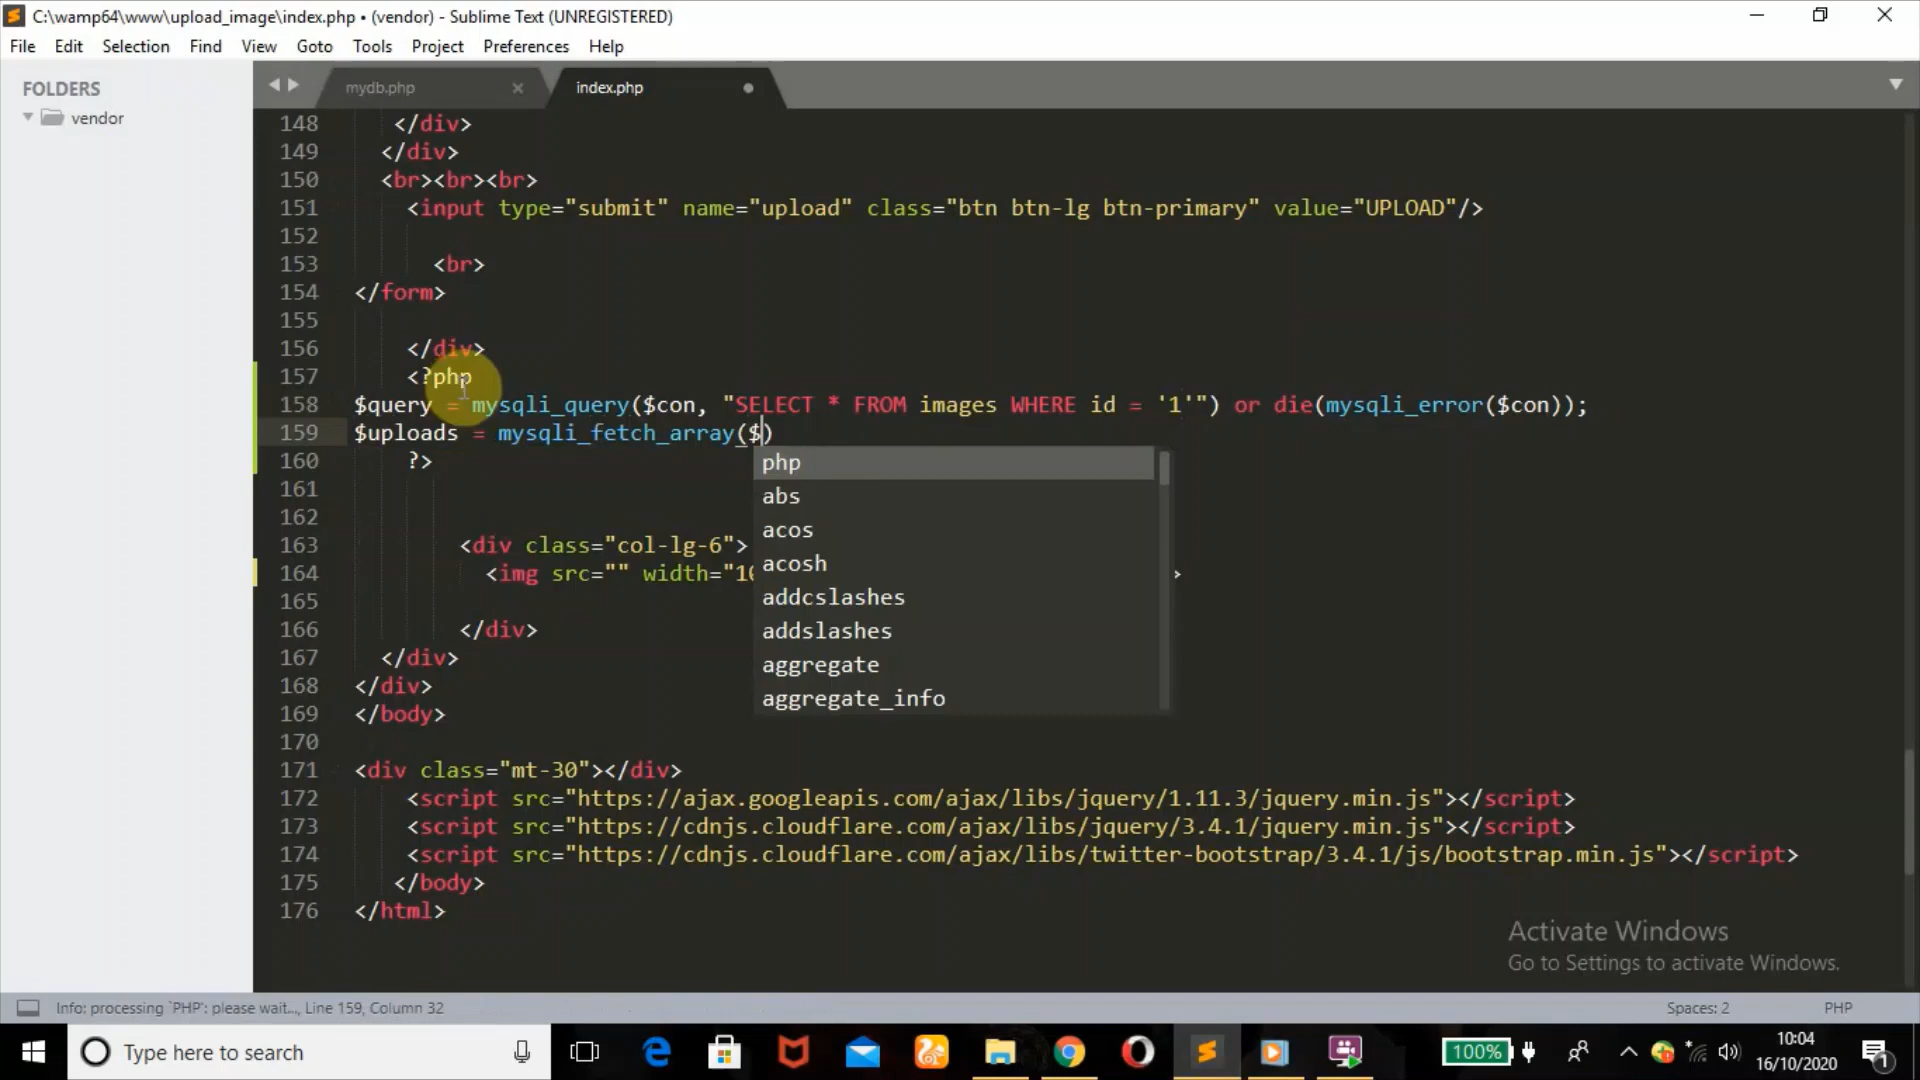 C:\wamp64\www\upload_image\index.php • (vendor) - Sublime Text (UNREGISTERED)
File Edit Selection Find View Goto Tools Project Preferences Help
FOLDERS
vendor
mydb.php × index.php
148 </div>
149 </div>
150 <br><br><br>
151 <input type="submit" name="upload" class="btn btn-lg btn-primary" value="UPLOAD"/>
152
153 <br>
154 </form>
155
156 </div>
157 <?php
158 $query = mysqli_query($con, "SELECT * FROM images WHERE id = '1'") or die(mysqli_error($con));
159 $uploads = mysqli_fetch_array($)
160 ?>
161
162
163 <div class="col-lg-6">
164 <img src="" width="10 >
165
166 </div>
167 </div>
168 </div>
169 </body>
170
171 <div class="mt-30"></div>
172 <script src="https://ajax.googleapis.com/ajax/libs/jquery/1.11.3/jquery.min.js"></script>
173 <script src="https://cdnjs.cloudflare.com/ajax/libs/jquery/3.4.1/jquery.min.js"></script>
174 <script src="https://cdnjs.cloudflare.com/ajax/libs/twitter-bootstrap/3.4.1/js/bootstrap.min.js"></script>
175 </body>
176 </html>
php
abs
acos
acosh
addcslashes
addslashes
aggregate
aggregate_info
Activate Windows
Go to Settings to activate Windows.
Info: processing `PHP': please wait..., Line 159, Column 32 Spaces: 2 PHP
Type here to search
100%
10:04
16/10/2020
1